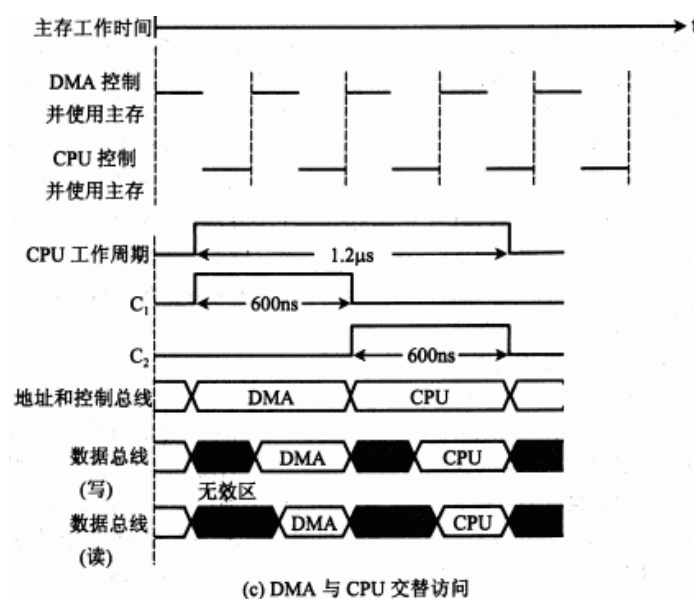 主存工作时间
t
DMA 控制
并使用主存
CPU 控制
并使用主存
CPU 工作周期
1.2μs
C₁
600ns
C₂
600ns
地址和控制总线
DMA
CPU
数据总线
(写)
DMA
CPU
无效区
数据总线
(读)
DMA
CPU
(c) DMA 与 CPU 交替访问